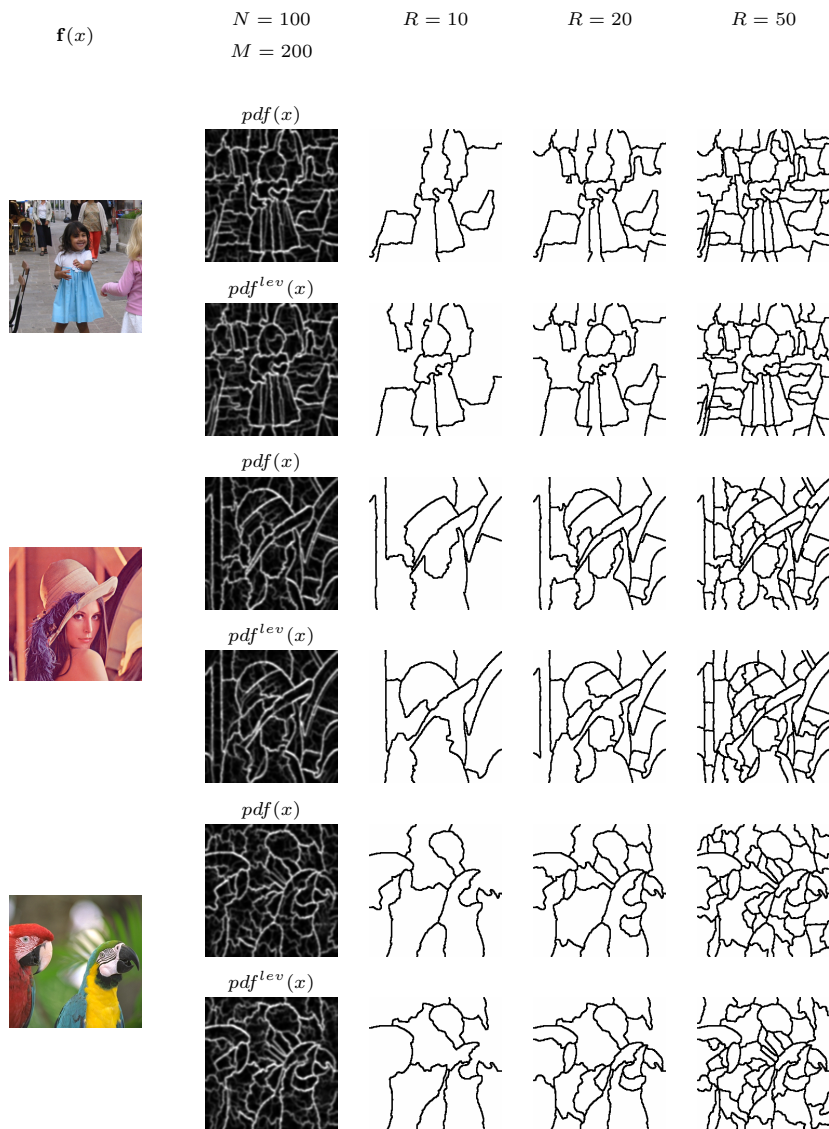 f(x)
N = 100
M = 200
R = 10
R = 20
R = 50
pdf(x)
pdf^{lev}(x)
pdf(x)
pdf^{lev}(x)
pdf(x)
pdf^{lev}(x)